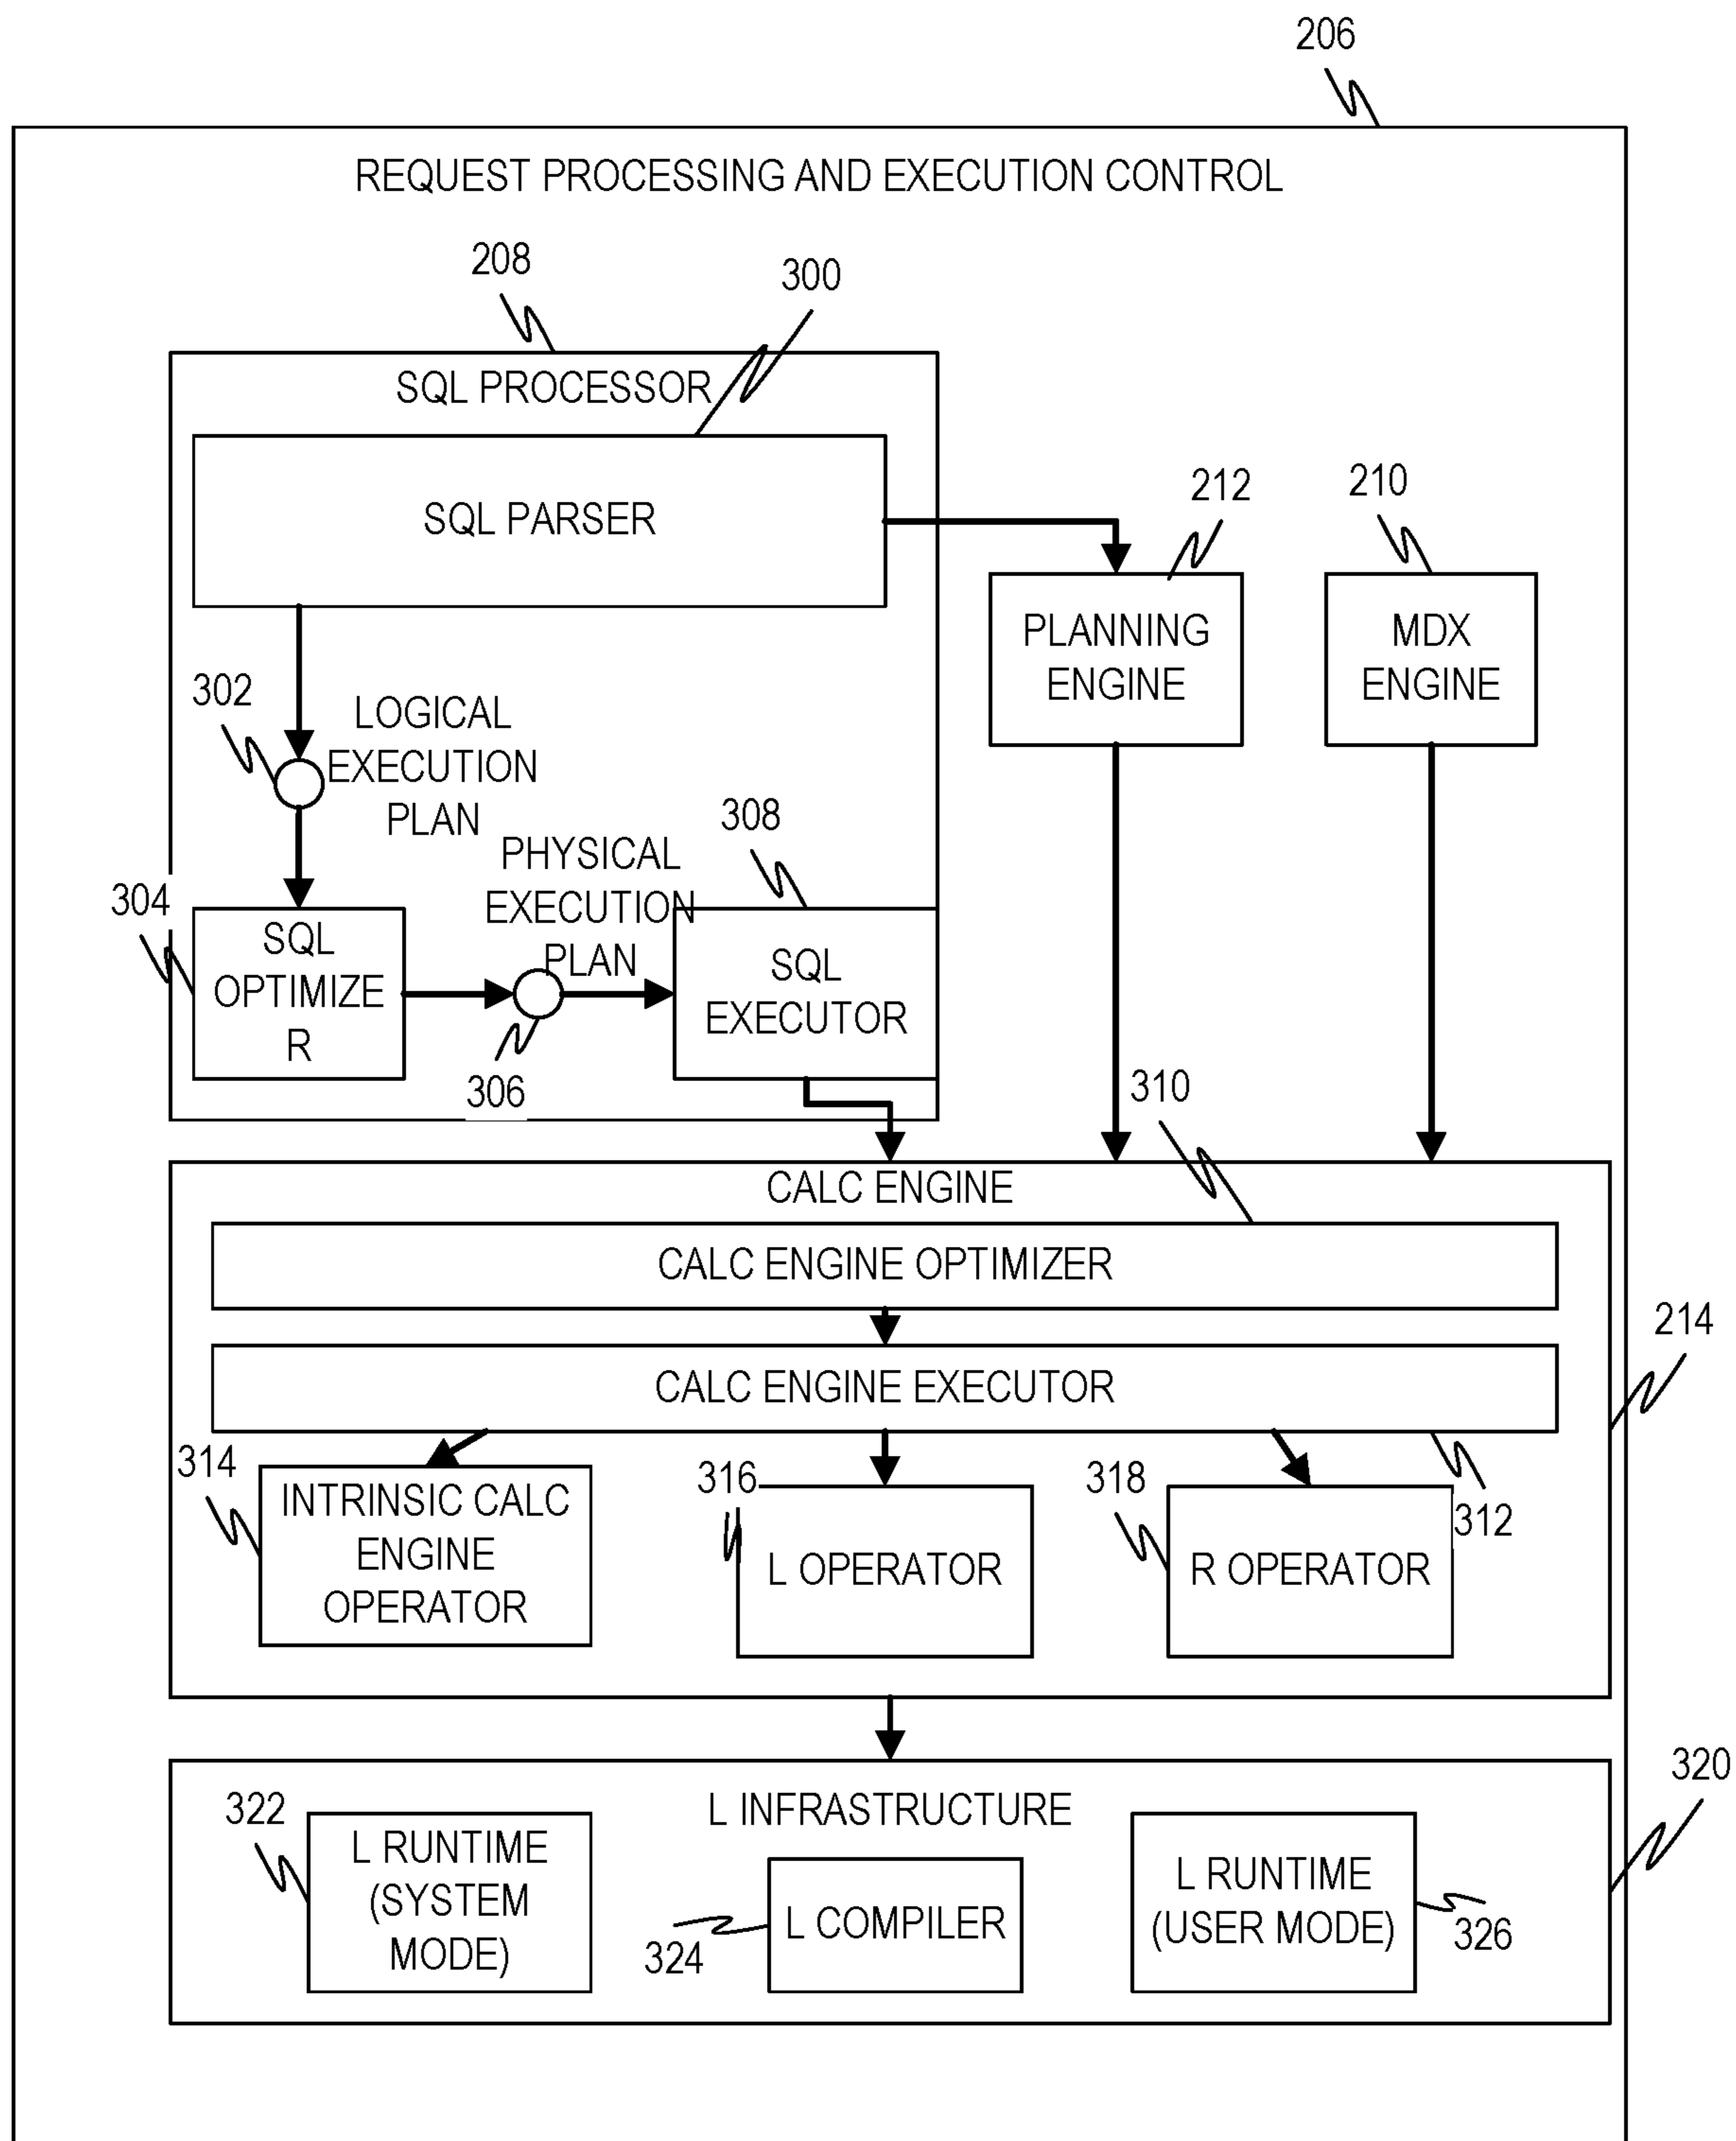 206
REQUEST PROCESSING AND EXECUTION CONTROL
208
300
SQL PROCESSOR
SQL PARSER
212
210
PLANNING
ENGINE
MDX
ENGINE
302
LOGICAL
EXECUTION
PLAN
308
PHYSICAL
EXECUTION
PLAN
304
SQL
OPTIMIZE
R
SQL
EXECUTOR
306
310
CALC ENGINE
CALC ENGINE OPTIMIZER
214
CALC ENGINE EXECUTOR
314
316
318
312
INTRINSIC CALC
ENGINE
OPERATOR
L OPERATOR
R OPERATOR
320
322
L INFRASTRUCTURE
L RUNTIME
(SYSTEM
MODE)
L COMPILER
324
L RUNTIME
(USER MODE)
326